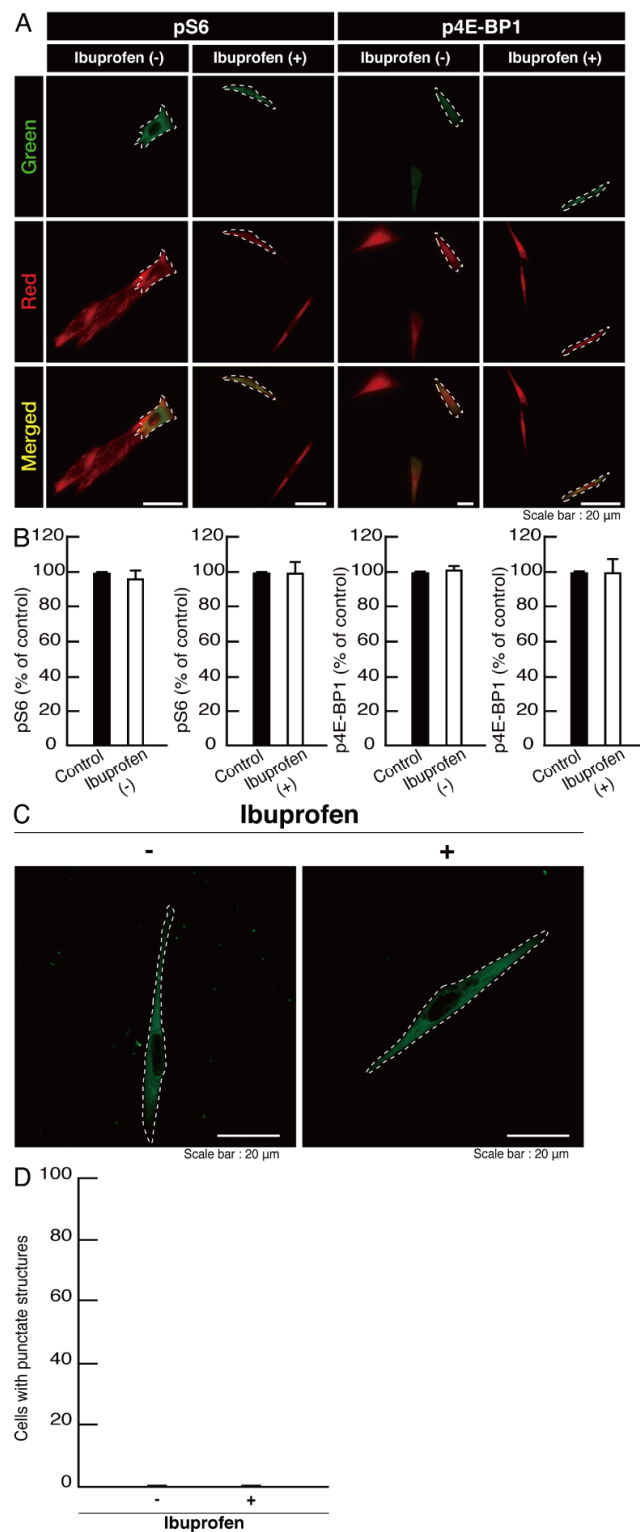 A
pS6 p4E-BP1
Ibuprofen (-) Ibuprofen (+) Ibuprofen (-) Ibuprofen (+)
Green
Red
Merged
Scale bar : 20 µm
B
120 120 120 120
100 100 100 100
80 80 80 80
60 60 60 60
40 40 40 40
20 20 20 20
0 0 0 0
pS6 (% of control) pS6 (% of control) p4E-BP1 (% of control) p4E-BP1 (% of control)
Control Ibuprofen (-) Control Ibuprofen (+) Control Ibuprofen (-) Control Ibuprofen (+)
C
Ibuprofen
- +
Scale bar : 20 µm Scale bar : 20 µm
D
Cells with punctate structures
100
80
60
40
20
0
- +
Ibuprofen